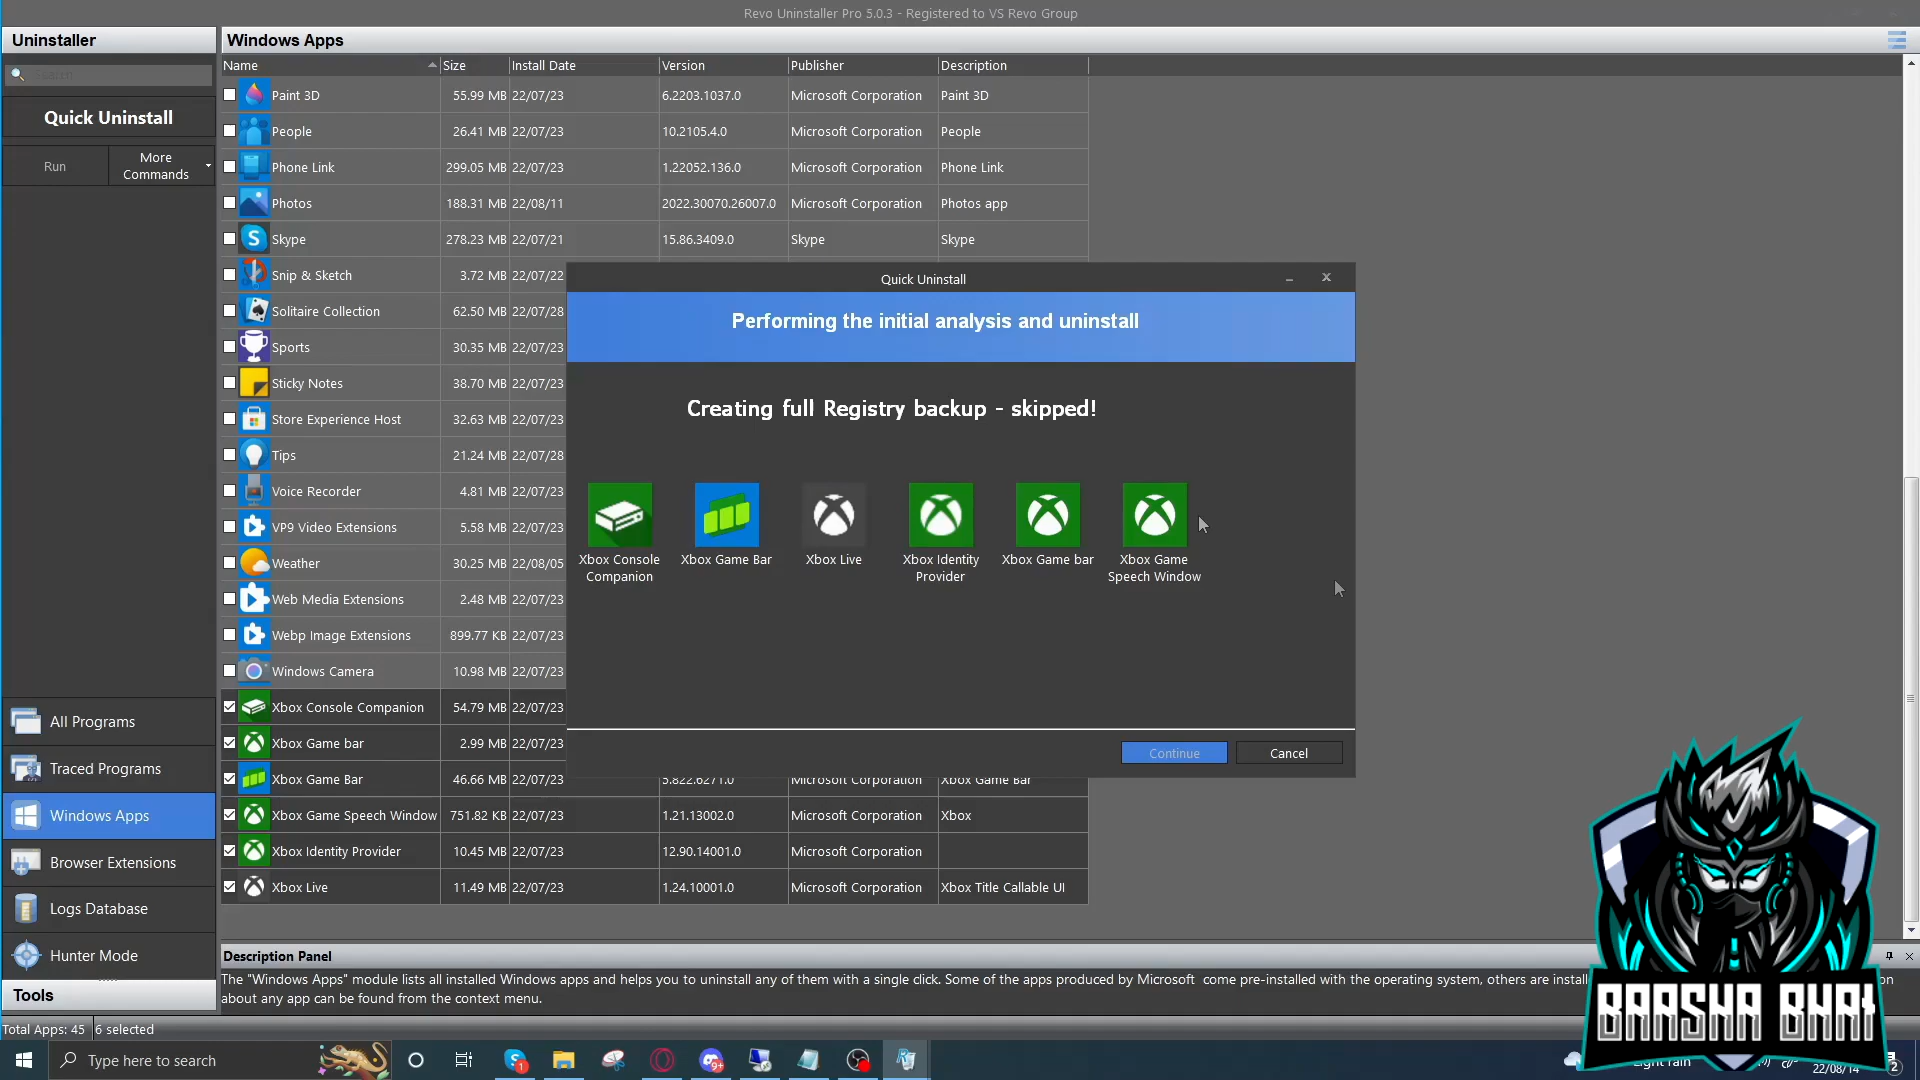 Revo Uninstaller Pro 5.0.3 - Registered to VS Revo Group
Uninstaller
Windows Apps
Search
Quick Uninstall
Run
More Commands
Name Size Install Date Version Publisher Description
Paint 3D 55.99 MB 22/07/23 6.2203.1037.0 Microsoft Corporation Paint 3D
People 26.41 MB 22/07/23 10.2105.4.0 Microsoft Corporation People
Phone Link 299.05 MB 22/07/23 1.22052.136.0 Microsoft Corporation Phone Link
Photos 188.31 MB 22/08/11 2022.30070.26007.0 Microsoft Corporation Photos app
Skype 278.23 MB 22/07/21 15.86.3409.0 Skype Skype
Snip & Sketch 3.72 MB 22/07/22
Solitaire Collection 62.50 MB 22/07/28
Sports 30.35 MB 22/07/23
Sticky Notes 38.70 MB 22/07/23
Store Experience Host 32.63 MB 22/07/23
Tips 21.24 MB 22/07/28
Voice Recorder 4.81 MB 22/07/23
VP9 Video Extensions 5.58 MB 22/07/23
Weather 30.25 MB 22/08/05
Web Media Extensions 2.48 MB 22/07/23
Webp Image Extensions 899.77 KB 22/07/23
Windows Camera 10.98 MB 22/07/23
Xbox Console Companion 54.79 MB 22/07/23
Xbox Game bar 2.99 MB 22/07/23
Xbox Game Bar 46.66 MB 22/07/23 5.822.6271.0 Microsoft Corporation Xbox Game Bar
Xbox Game Speech Window 751.82 KB 22/07/23 1.21.13002.0 Microsoft Corporation Xbox
Xbox Identity Provider 10.45 MB 22/07/23 12.90.14001.0 Microsoft Corporation
Xbox Live 11.49 MB 22/07/23 1.24.10001.0 Microsoft Corporation Xbox Title Callable UI
Quick Uninstall
Performing the initial analysis and uninstall
Creating full Registry backup - skipped!
Xbox Console Companion
Xbox Game Bar
Xbox Live
Xbox Identity Provider
Xbox Game bar
Xbox Game Speech Window
Continue
Cancel
All Programs
Traced Programs
Windows Apps
Browser Extensions
Logs Database
Hunter Mode
Tools
Description Panel
The "Windows Apps" module lists all installed Windows apps and helps you to uninstall any of them with a single click. Some of the apps produced by Microsoft come pre-installed with the operating system, others are instal
about any app can be found from the context menu.
Total Apps: 45 6 selected
Type here to search
1
9+
Light rain
22/08/14
2
BAASHA BHAI